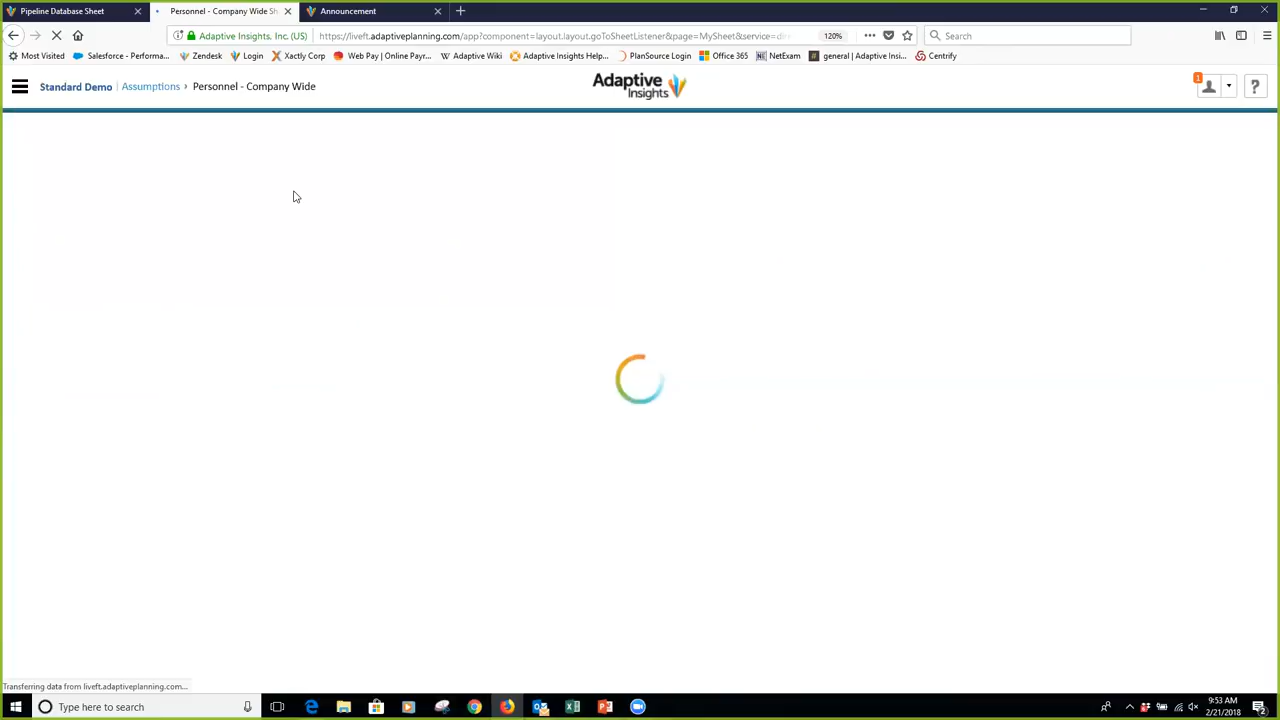 Pipeline Database Sheet
Personnel - Company Wide Sh
Announcement
Adaptive Insights, Inc. (US)
https://liveft.adaptiveplanning.com/app?component=layout.layout.goToSheetListener&page=MySheet&service=di
120%
Search
Most Visited
Salesforce - Performa...
Zendesk
Login
Xactly Corp
Web Pay | Online Payr...
Adaptive Wiki
Adaptive Insights Help...
PlanSource Login
Office 365
NetExam
general | Adaptive Insi...
Centrify
Standard Demo
Assumptions › Personnel - Company Wide
Adaptive
Insights
1
?
Transferring data from liveft.adaptiveplanning.com...
Type here to search
9:53 AM
2/21/2018
2